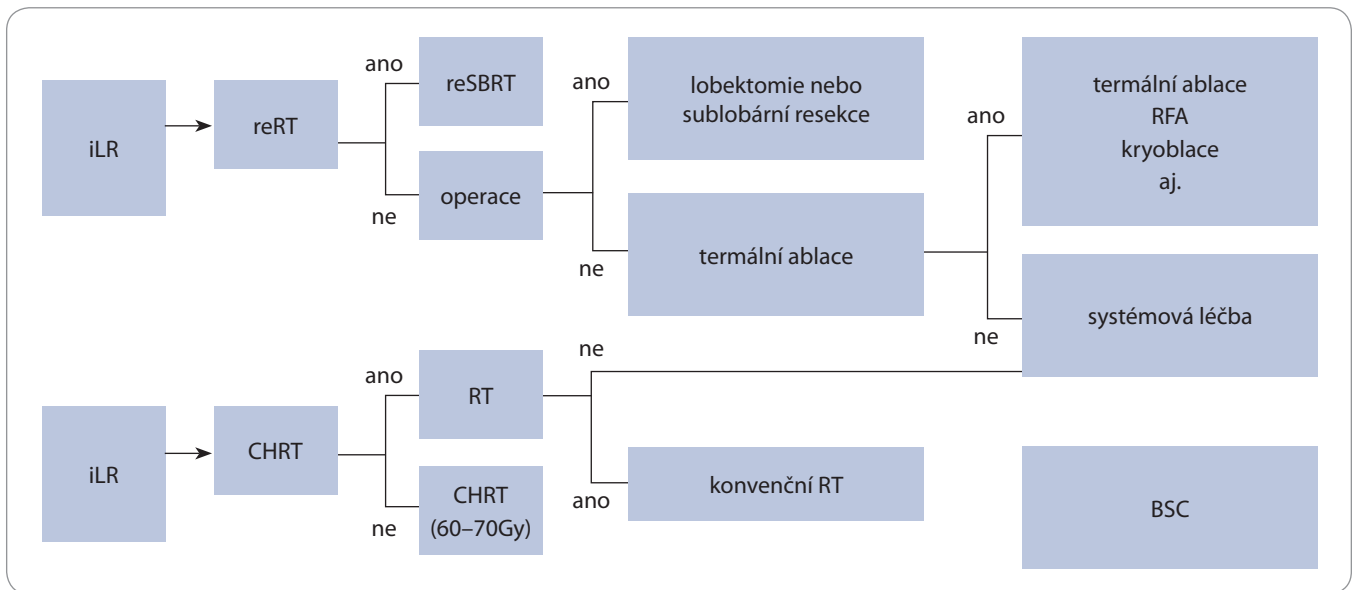 iLR
reRT
ano
reSBRT
ne
operace
ano
lobektomie nebo
sublobární resekce
ne
termální ablace
ano
termální ablace
RFA
kryoblace
aj.
ne
systémová léčba
iLR
CHRT
ano
RT
ne
CHRT
(60–70Gy)
ne
ano
konvenční RT
BSC